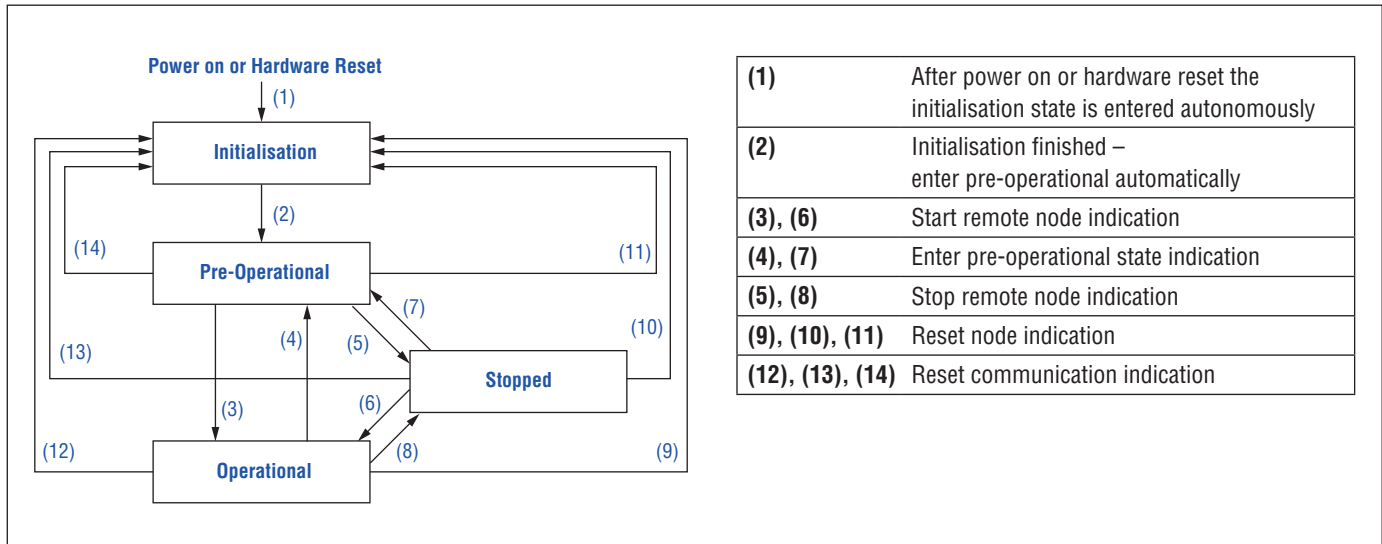 Power on or Hardware Reset
(1)
Initialisation
(2)
(14)
(11)
Pre-Operational
(7)
(4)
(5)
(10)
(13)
Stopped
(3)
(6)
(12)
(8)
(9)
Operational
(1) After power on or hardware reset the
initialisation state is entered autonomously
(2) Initialisation finished –
enter pre-operational automatically
(3), (6) Start remote node indication
(4), (7) Enter pre-operational state indication
(5), (8) Stop remote node indication
(9), (10), (11) Reset node indication
(12), (13), (14) Reset communication indication